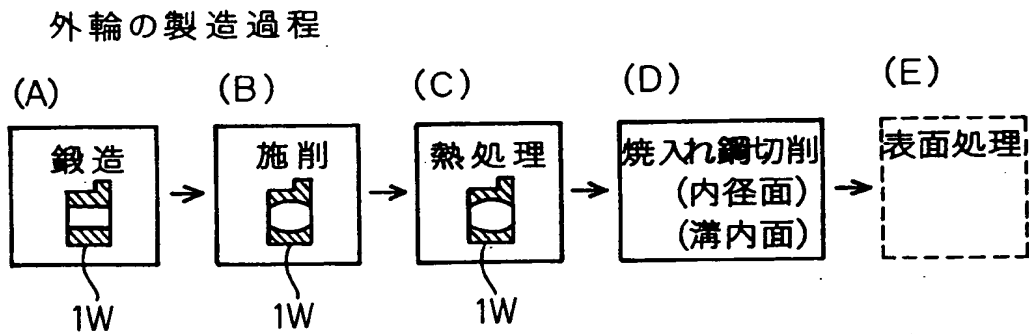 外輪の製造過程
(A)
(B)
(C)
(D)
(E)
鍛造
施削
熱処理
焼入れ鋼切削
(内径面)
(溝内面)
表面処理
1W
1W
1W